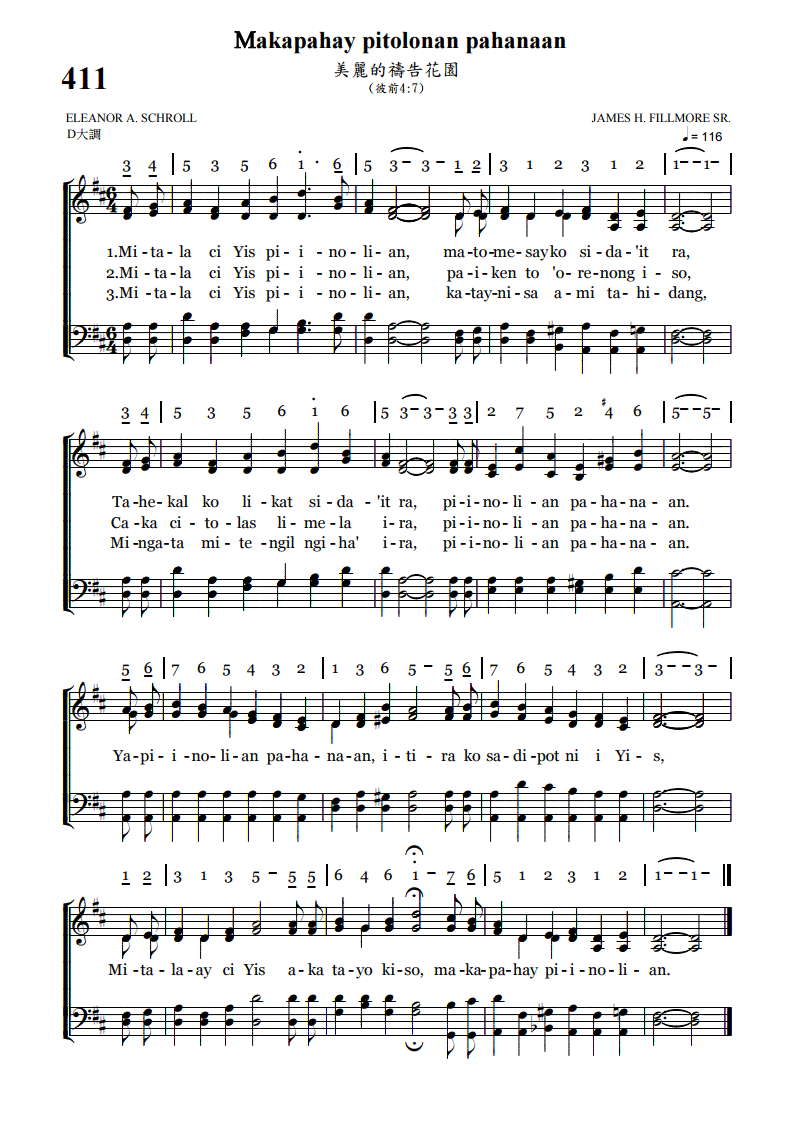 Makapahay pitolonan pahanaan
美麗的禱告花園
(彼前4:7)
411
ELEANOR A. SCHROLL
JAMES H. FILLMORE SR.
D大調
♩= 116
3 4 | 5 3 5 6 1̇ · 6 | 5 3 - 3 - 1 2 | 3 1 2 3 1 2 | 1 - - 1 - |
6/4
1.Mi-ta-la ci Yis pi-i-no-lian, ma-to-me-sayko si-da-'it ra,
2.Mi-ta-la ci Yis pi-i-no-lian, pa-i-ken to 'o-re-nong i-so,
3.Mi-ta-la ci Yis pi-i-no-lian, ka-tay-ni-sa a-mi ta-hi-dang,
6/4
3 4 | 5 3 5 6 1̇ 6 | 5 3 - 3 - 3 3 | 2 7 5 2 #4 6 | 5 - - 5 - |
Ta-he-kal ko li-kat si-da-'it ra, pi-i-no-li-an pa-ha-na-an.
Ca-ka ci-to-las li-me-la i-ra, pi-i-no-li-an pa-ha-na-an.
Mi-nga-ta mi-te-ngil ngi-ha' i-ra, pi-i-no-li-an pa-ha-na-an.
5 6 | 7 6 5 4 3 2 | 1 3 6 5 - 5 6 | 7 6 5 4 3 2 | 3 - - 3 - |
Ya-pi-i-no-lian pa-ha-na-an, i-ti-ra ko sa-di-pot ni i Yi-s,
1 2 | 3 1 3 5 - 5 5 | 6 4 6 1̇ - 7 6 | 5 1 2 3 1 2 | 1 - - 1 - ‖
Mi-ta-la-ay ci Yis a-ka ta-yo ki-so, ma-ka-pa-hay pi-i-no-li-an.